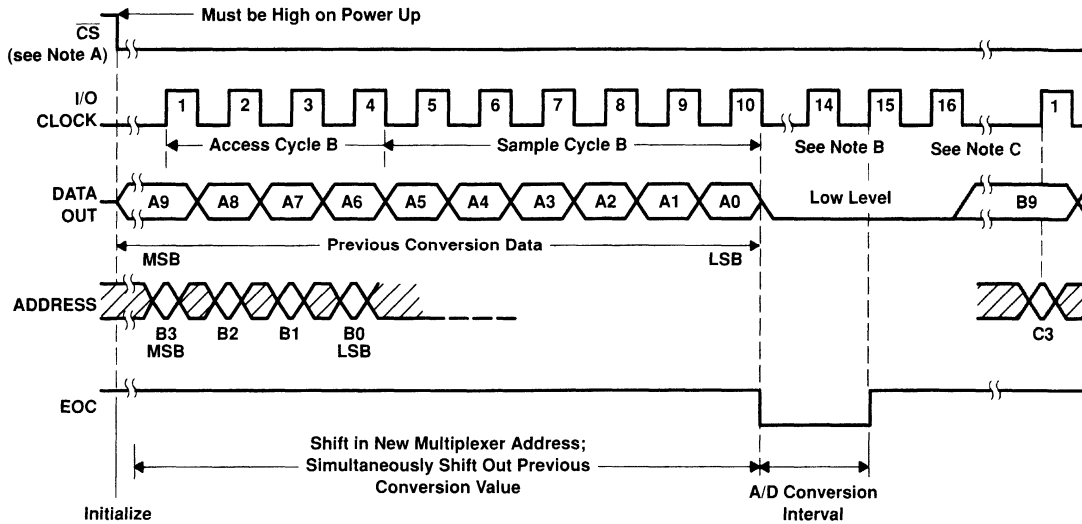 Must be High on Power Up
CS
(see Note A)
I/O
CLOCK
1 2 3 4 5 6 7 8 9 10 14 15 16 1
Access Cycle B
Sample Cycle B
See Note B
See Note C
DATA
OUT
A9 A8 A7 A6 A5 A4 A3 A2 A1 A0
Low Level
B9
Previous Conversion Data
MSB
LSB
ADDRESS
B3 B2 B1 B0
MSB LSB
C3
EOC
Shift in New Multiplexer Address;
Simultaneously Shift Out Previous
Conversion Value
A/D Conversion
Interval
Initialize